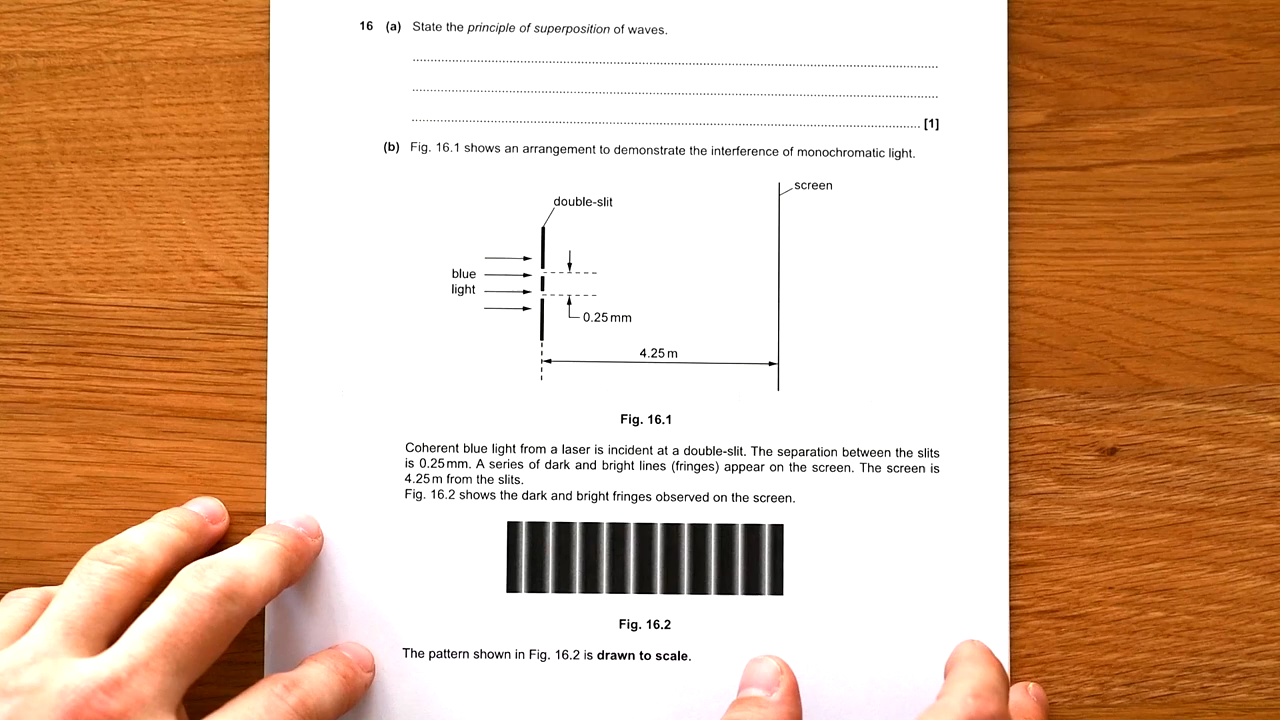 16 (a) State the principle of superposition of waves.
[1]
(b) Fig. 16.1 shows an arrangement to demonstrate the interference of monochromatic light.
screen
double-slit
blue
light
0.25 mm
4.25 m
Fig. 16.1
Coherent blue light from a laser is incident at a double-slit. The separation between the slits
is 0.25 mm. A series of dark and bright lines (fringes) appear on the screen. The screen is
4.25 m from the slits.
Fig. 16.2 shows the dark and bright fringes observed on the screen.
Fig. 16.2
The pattern shown in Fig. 16.2 is drawn to scale.